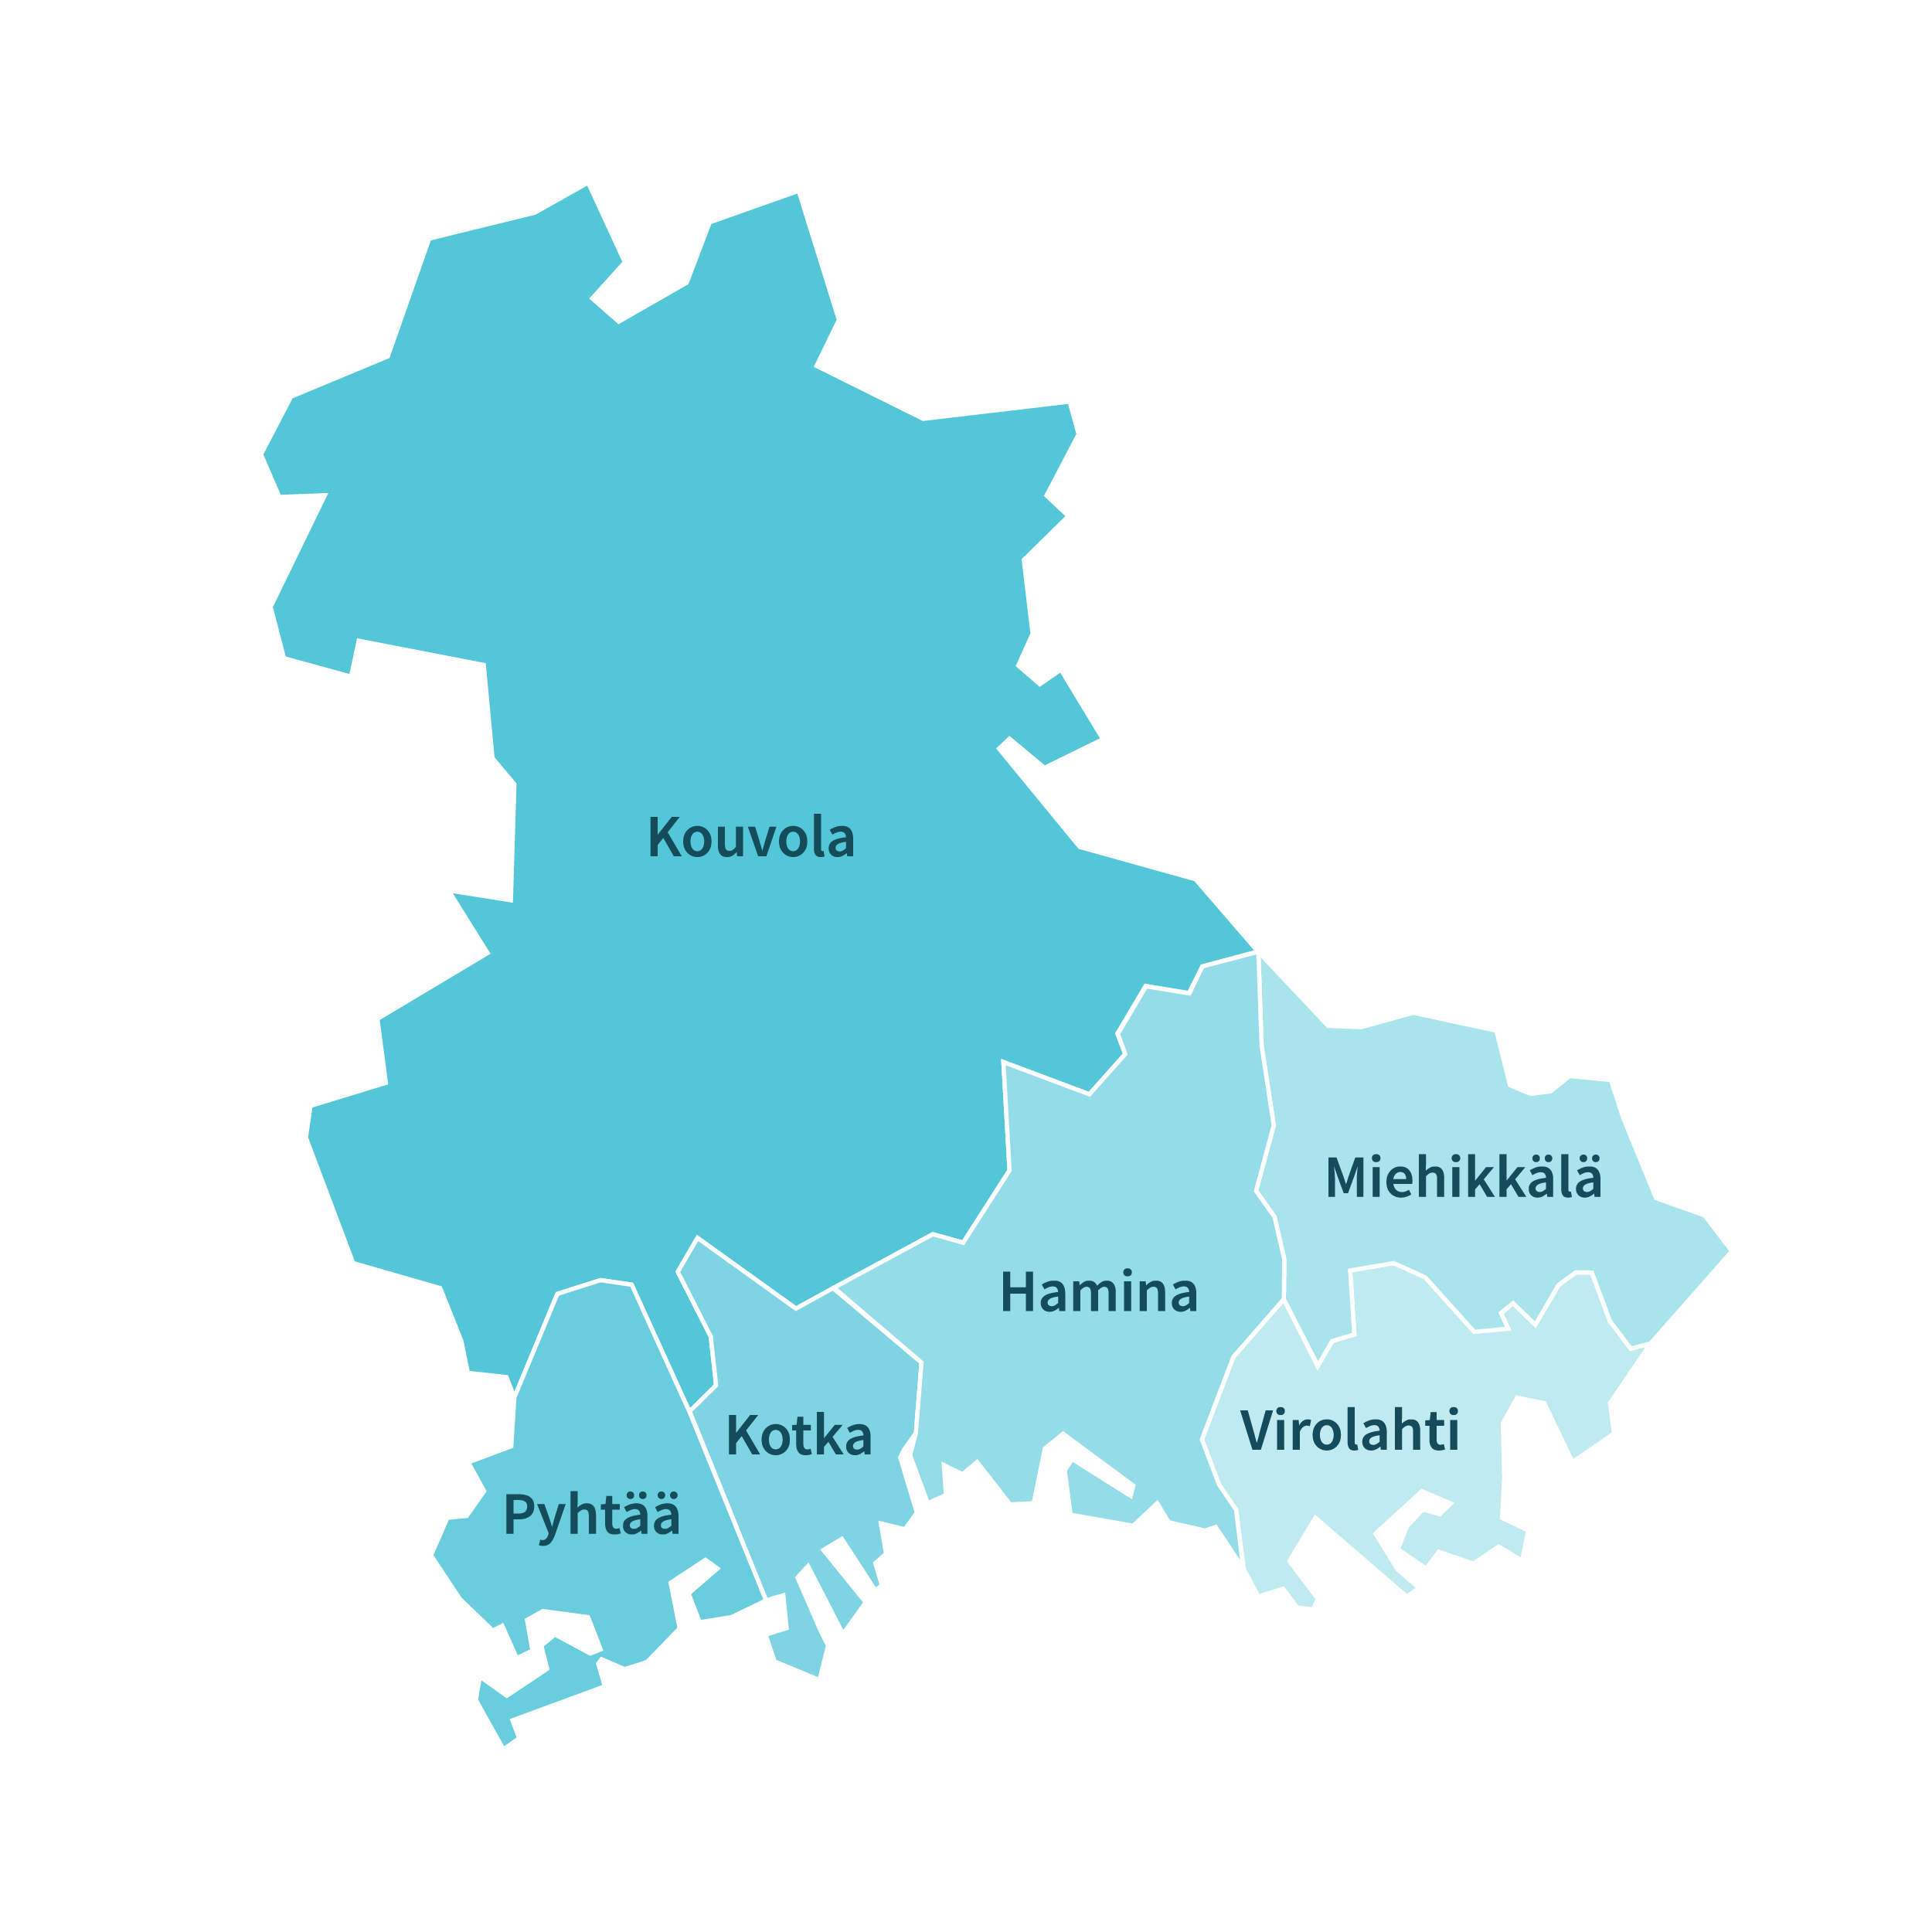 Kouvola
Miehikkälä
Hamina
Virolahti
Kotka
Pyhtää